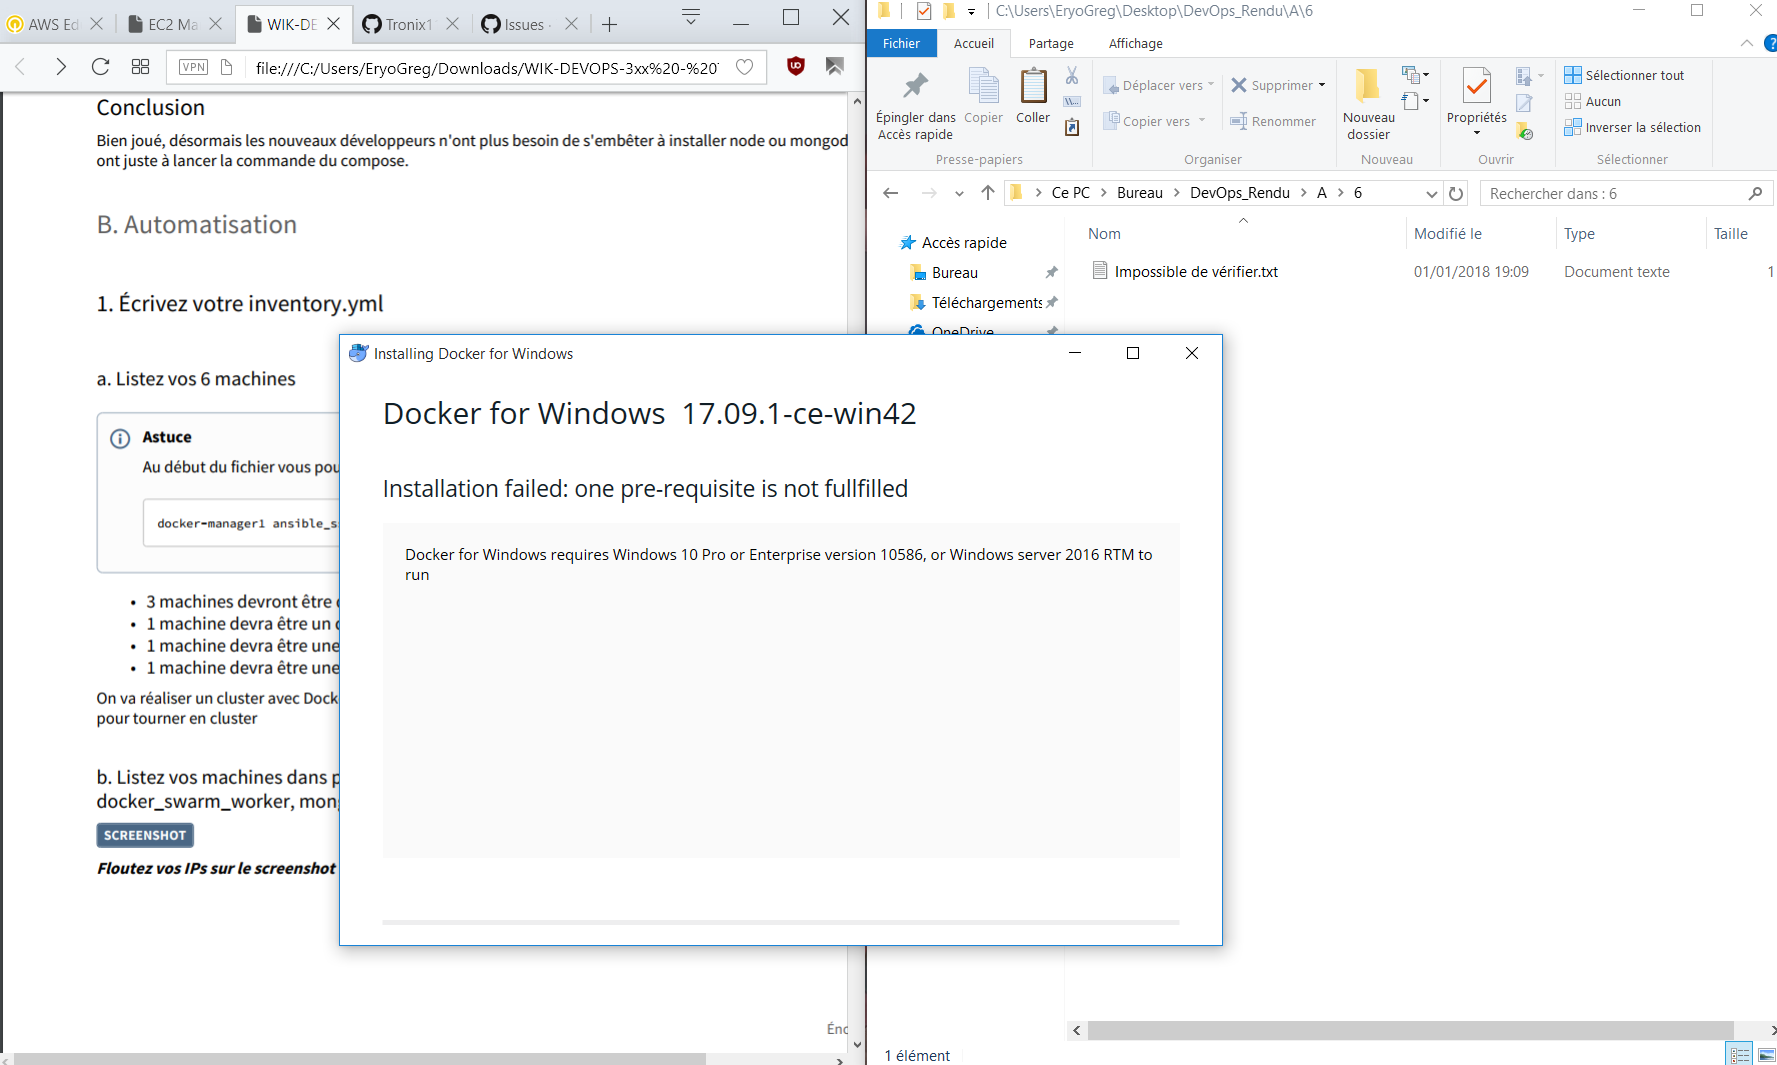 AWS Ed
EC2 Ma
WIK-DE
Tronix1
Issues ·
VPN
file:///C:/Users/EryoGreg/Downloads/WIK-DEVOPS-3xx%20-%20
Conclusion
Bien joué, désormais les nouveaux développeurs n'ont plus besoin de s'embêter à installer node ou mongod
ont juste à lancer la commande du compose.
B. Automatisation
1. Écrivez votre inventory.yml
a. Listez vos 6 machines
Astuce
Au début du fichier vous pou
docker-manager1 ansible_s
• 3 machines devront être
• 1 machine devra être un
• 1 machine devra être une
• 1 machine devra être une
On va réaliser un cluster avec Dock
pour tourner en cluster
b. Listez vos machines dans p
docker_swarm_worker, mong
SCREENSHOT
Floutez vos IPs sur le screenshot
Énc
C:\Users\EryoGreg\Desktop\DevOps_Rendu\A\6
Fichier
Accueil
Partage
Affichage
Épingler dans
Accès rapide
Copier
Coller
Presse-papiers
Déplacer vers
Copier vers
Supprimer
Renommer
Organiser
Nouveau
dossier
Nouveau
Propriétés
Ouvrir
Sélectionner tout
Aucun
Inverser la sélection
Sélectionner
Ce PC > Bureau > DevOps_Rendu > A > 6
Rechercher dans : 6
Nom
Modifié le
Type
Taille
Impossible de vérifier.txt
01/01/2018 19:09
Document texte
1
Accès rapide
Bureau
Téléchargements
OneDrive
1 élément
Installing Docker for Windows
Docker for Windows 17.09.1-ce-win42
Installation failed: one pre-requisite is not fullfilled
Docker for Windows requires Windows 10 Pro or Enterprise version 10586, or Windows server 2016 RTM to
run